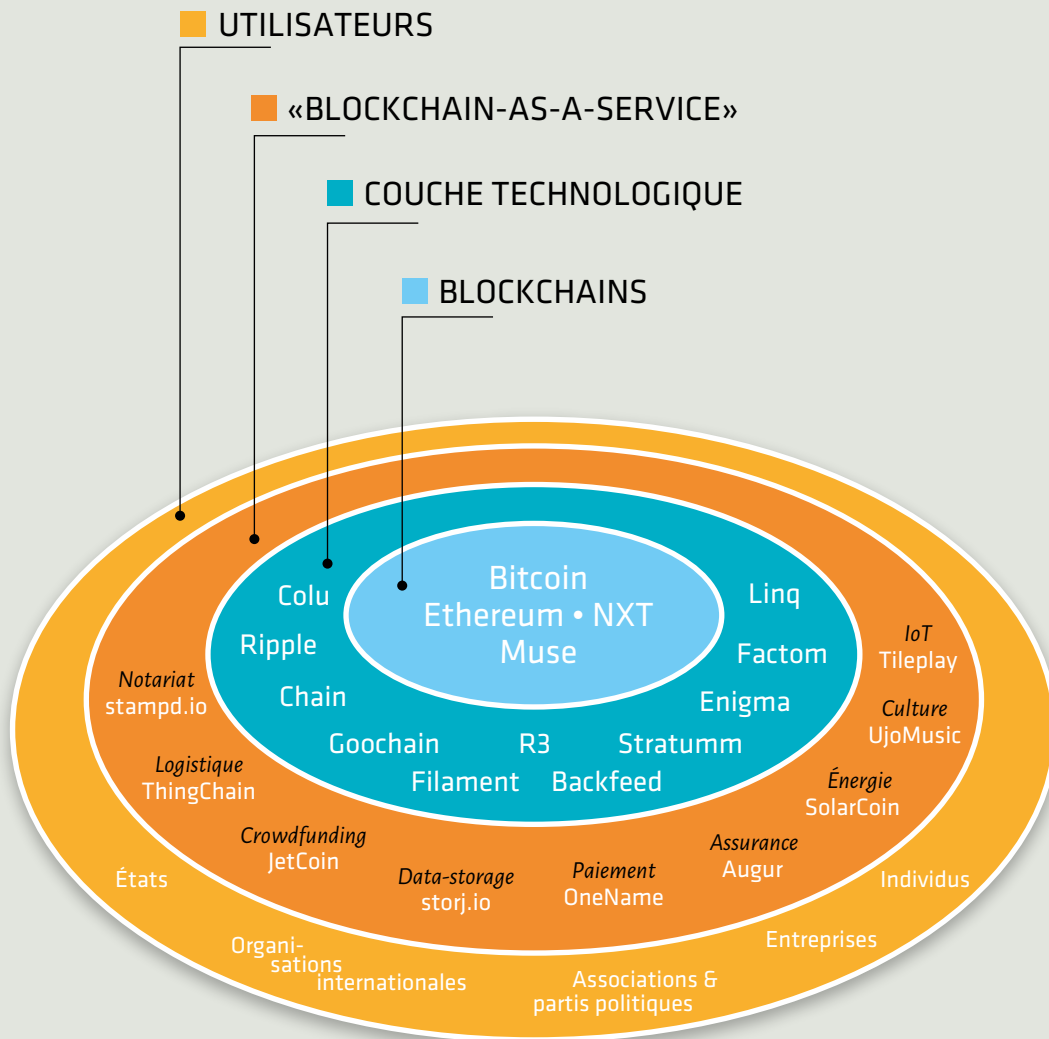 UTILISATEURS
«BLOCKCHAIN-AS-A-SERVICE»
COUCHE TECHNOLOGIQUE
BLOCKCHAINS
Bitcoin
Ethereum • NXT
Muse
Colu
Ripple
Chain
Goochain
Filament
R3
Backfeed
Stratumm
Enigma
Factom
Linq
Notariat
stampd.io
Logistique
ThingChain
Crowdfunding
JetCoin
Data-storage
storj.io
Paiement
OneName
Assurance
Augur
Énergie
SolarCoin
Culture
UjoMusic
IoT
Tileplay
États
Organi-
sations
internationales
Associations &
partis politiques
Entreprises
Individus